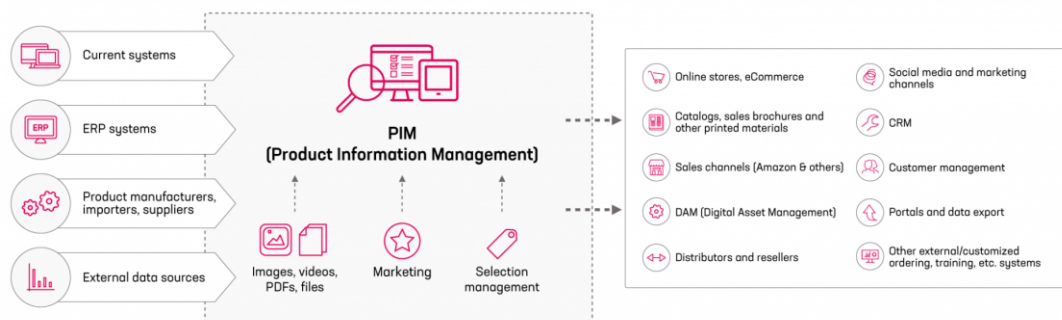 Current systems
ERP
ERP systems
Product manufacturers,
importers, suppliers
External data sources
PIM
(Product Information Management)
Images, videos,
PDFs, files
Marketing
Selection
management
Online stores, eCommerce
Catalogs, sales brochures and
other printed materials
Sales channels (Amazon & others)
DAM (Digital Asset Management)
Distributors and resellers
Social media and marketing
channels
CRM
Customer management
Portals and data export
Other external/customized
ordering, training, etc. systems